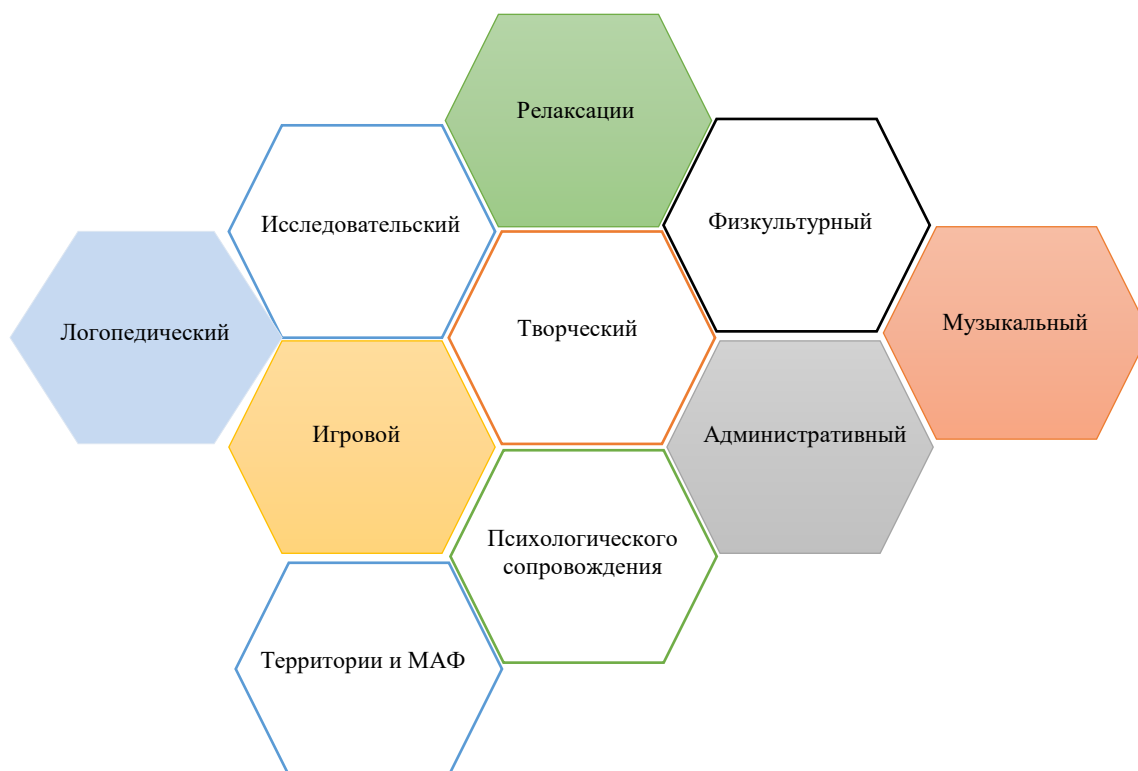 Релаксации
Исследовательский
Физкультурный
Логопедический
Творческий
Музыкальный
Игровой
Административный
Психологического
сопровождения
Территории и МАФ